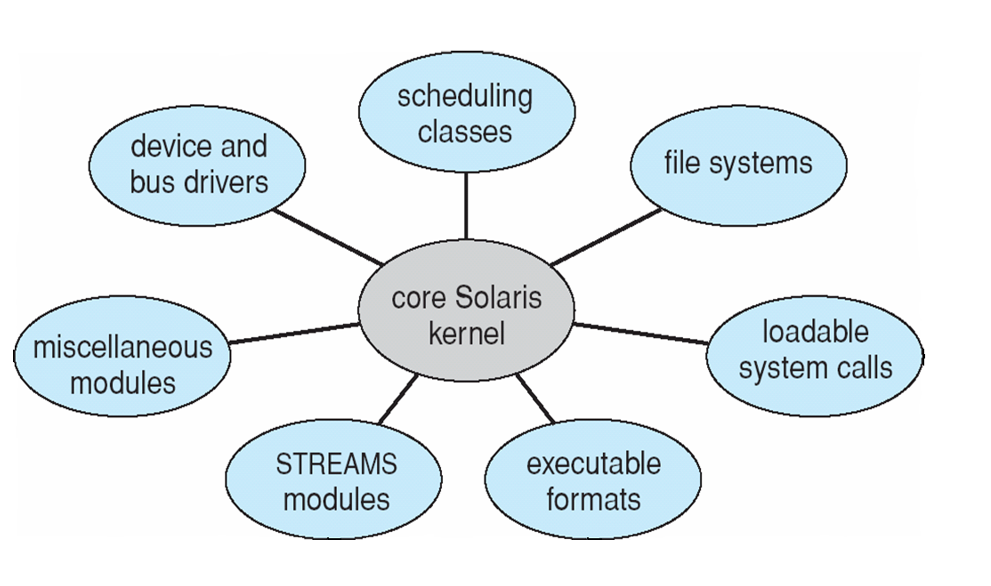 scheduling
classes
device and
bus drivers
file systems
core Solaris
kernel
miscellaneous
modules
loadable
system calls
STREAMS
modules
executable
formats